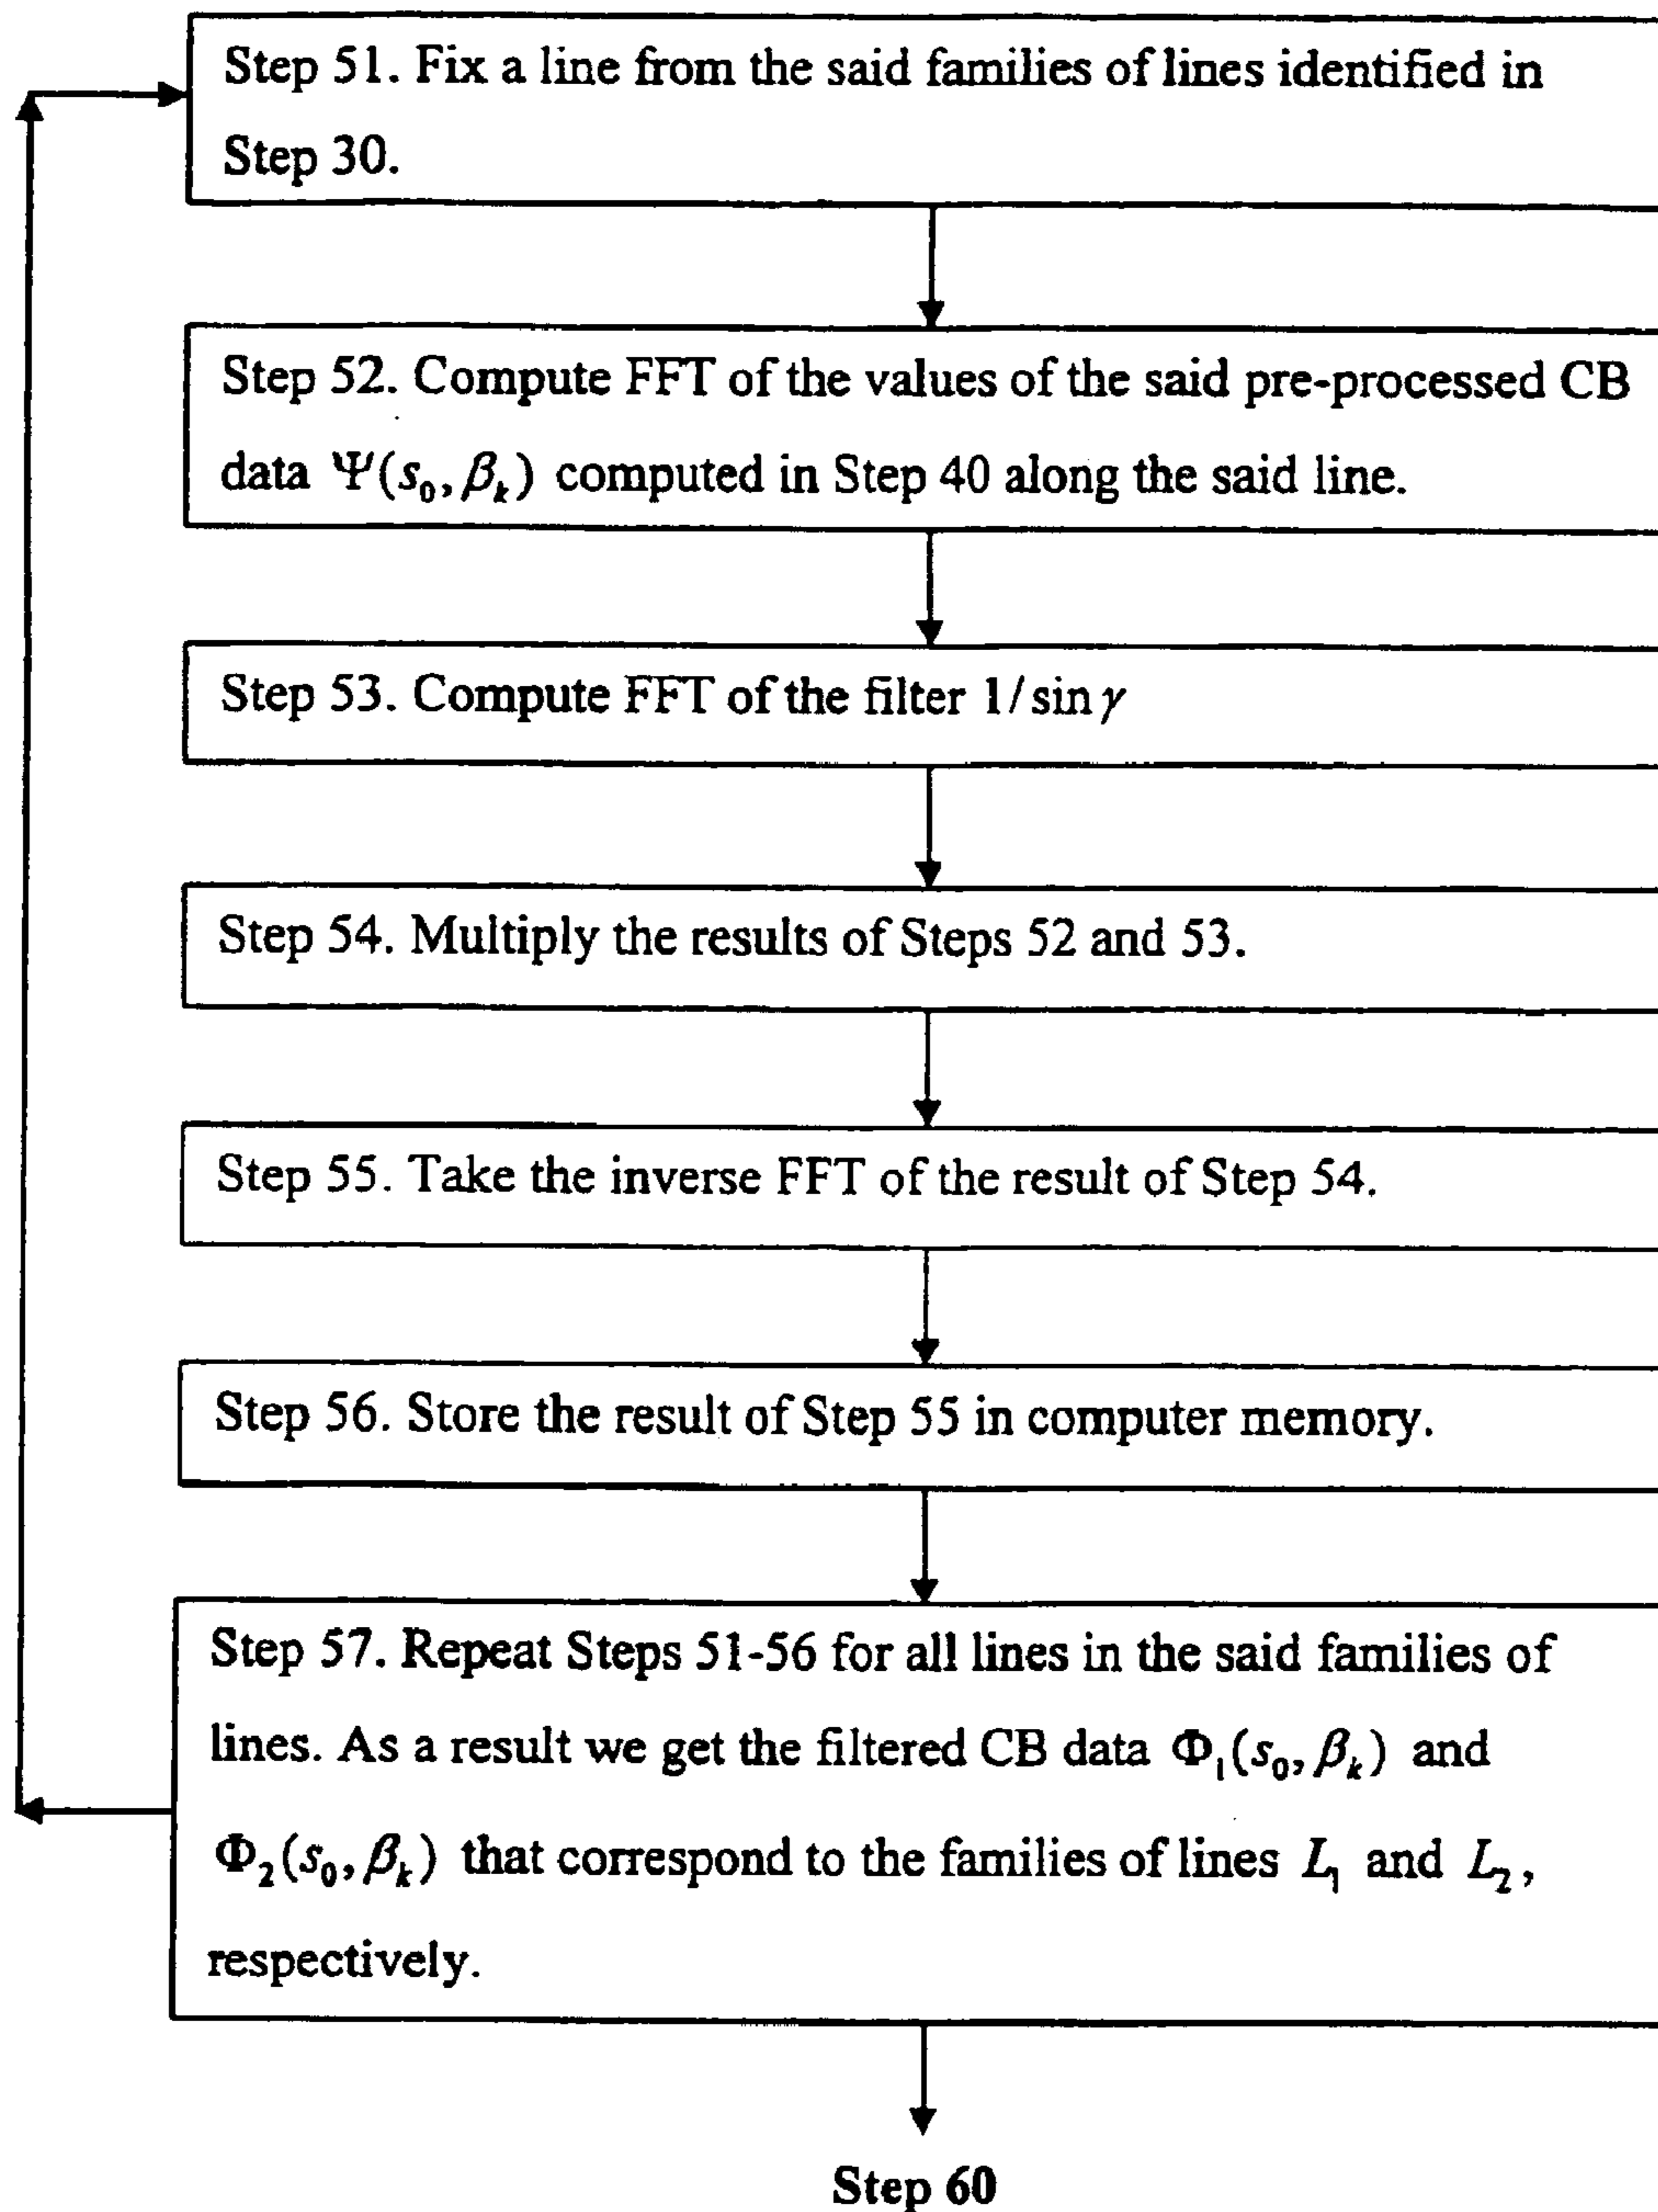 Step 51. Fix a line from the said families of lines identified in
Step 30.
Step 52. Compute FFT of the values of the said pre-processed CB
data Ψ(s₀, βₖ) computed in Step 40 along the said line.
Step 53. Compute FFT of the filter 1/sin γ
Step 54. Multiply the results of Steps 52 and 53.
Step 55. Take the inverse FFT of the result of Step 54.
Step 56. Store the result of Step 55 in computer memory.
Step 57. Repeat Steps 51-56 for all lines in the said families of
lines. As a result we get the filtered CB data Φ₁(s₀, βₖ) and
Φ₂(s₀, βₖ) that correspond to the families of lines L₁ and L₂,
respectively.
Step 60